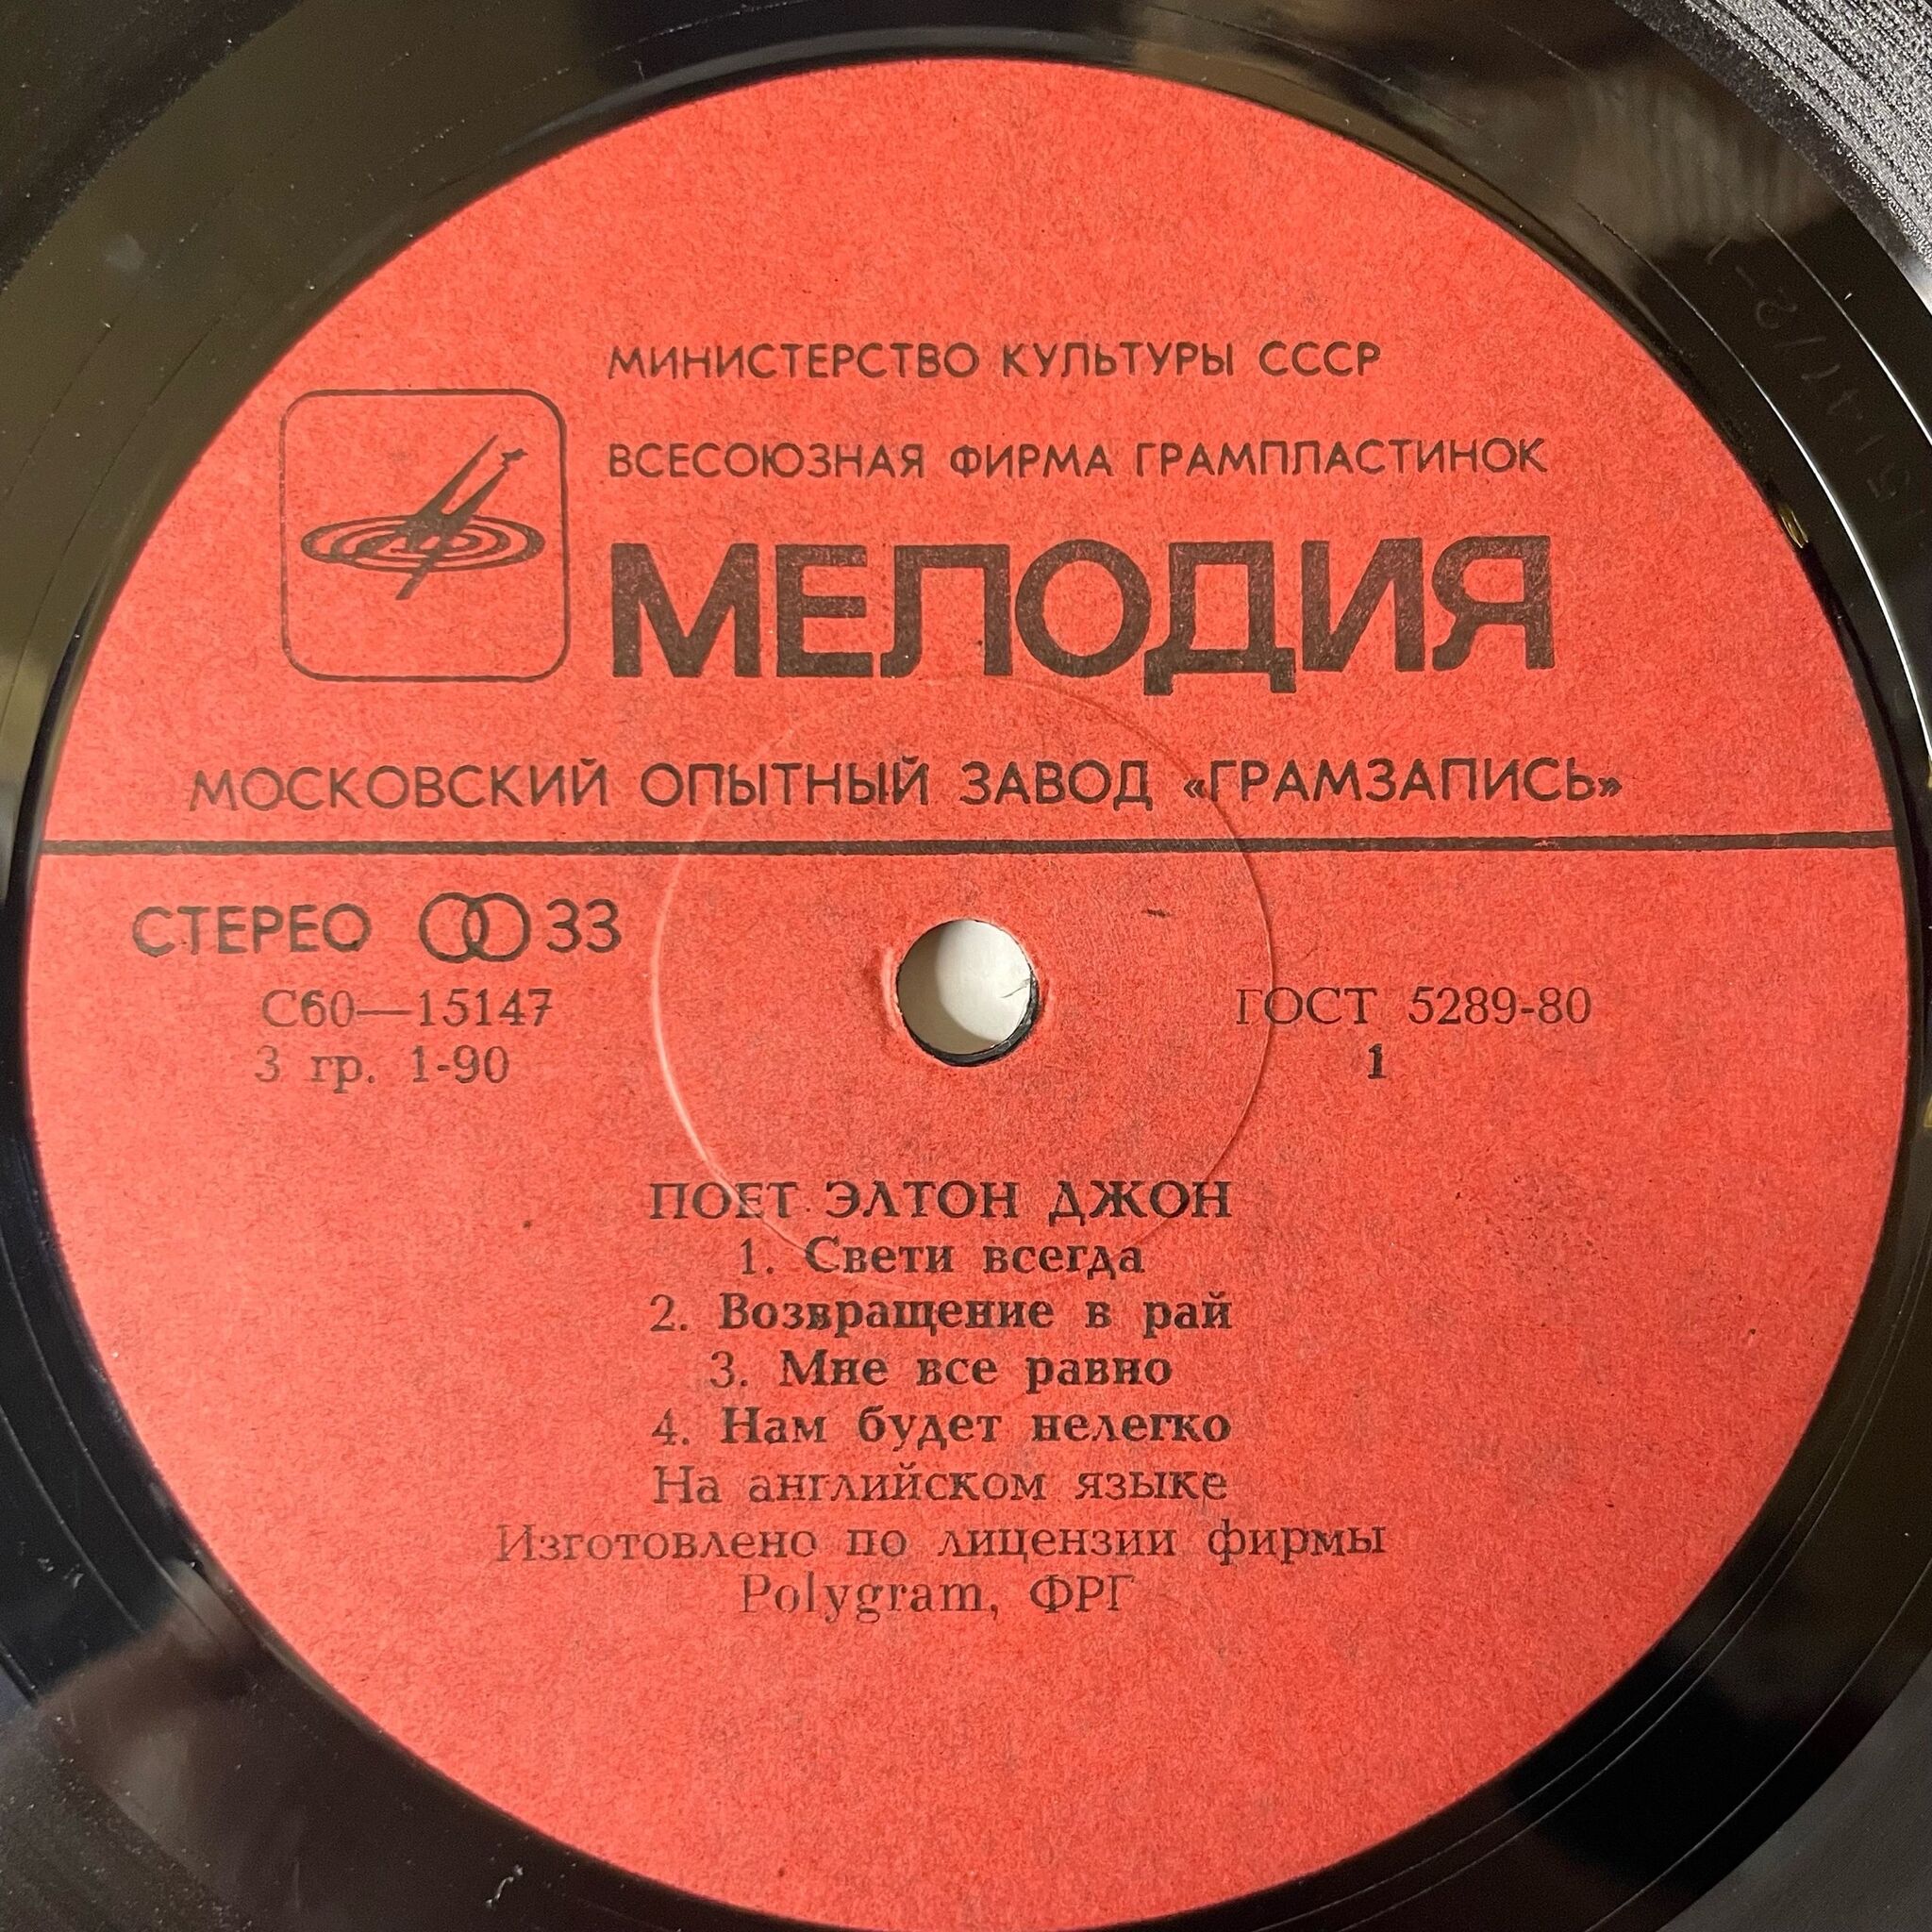 МИНИСТЕРСТВО КУЛЬТУРЫ СССР
ВСЕСОЮЗНАЯ ФИРМА ГРАМПЛАСТИНОК
МЕЛОДИЯ
МОСКОВСКИЙ ОПЫТНЫЙ ЗАВОД «ГРАМЗАПИСЬ»
СТЕРЕО 33
С60—15147
3 гр. 1-90
ГОСТ 5289-80
1
ПОЕТ ЭЛТОН ДЖОН
1. Свети всегда
2. Возвращение в рай
3. Мне все равно
4. Нам будет нелегко
На английском языке
Изготовлено по лицензии фирмы
Polygram, ФРГ